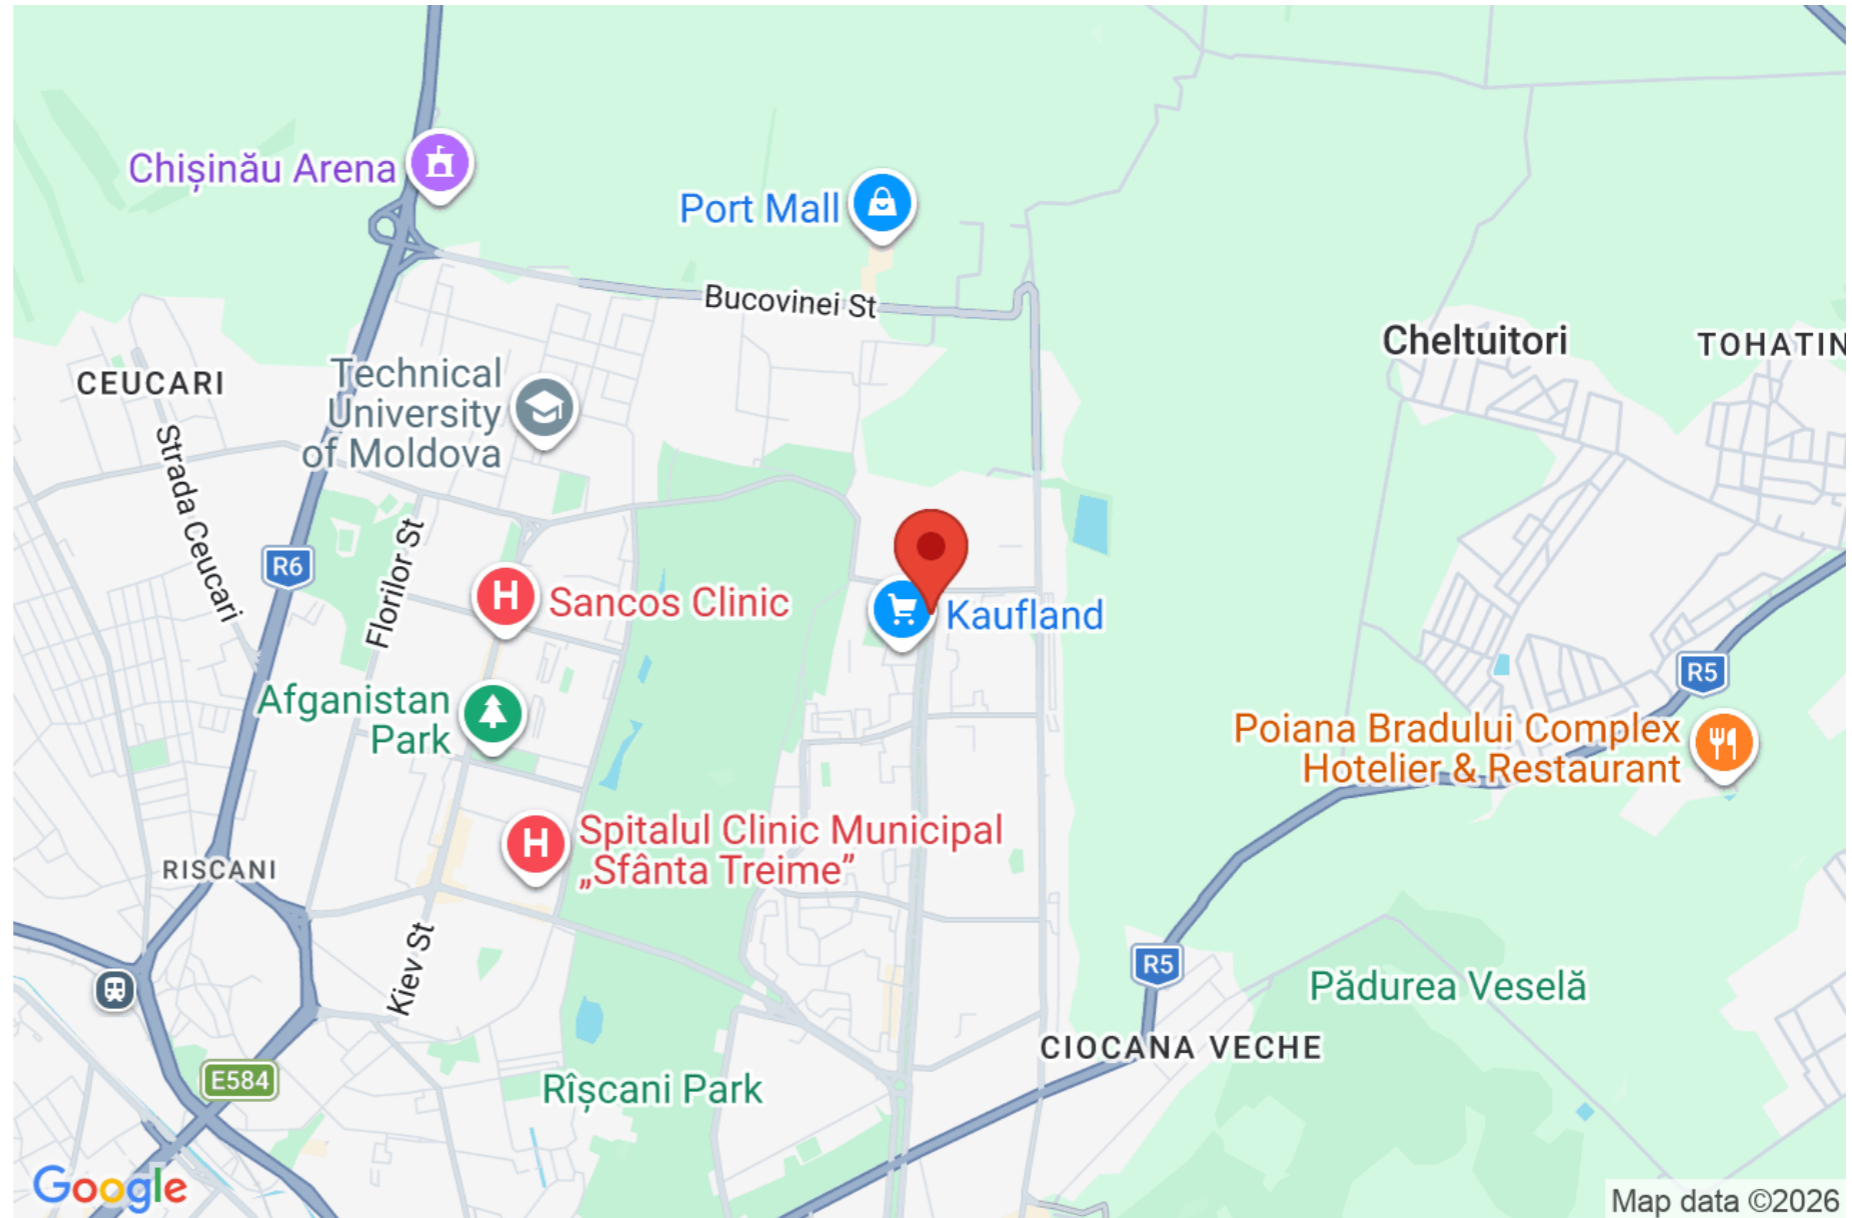 Chișinău Arena
Port Mall
Bucovinei St
Cheltuitori
TOHATIN
CEUCARI
Technical
University
of Moldova
Strada Ceucari
Florilor St
R6
Sancos Clinic
Kaufland
R5
Afganistan
Park
Poiana Bradului Complex
Hotelier & Restaurant
Spitalul Clinic Municipal
„Sfânta Treime”
RISCANI
Kiev St
R5
Pădurea Veselă
CIOCANA VECHE
E584
Rîșcani Park
Google
Map data ©2026
H
H